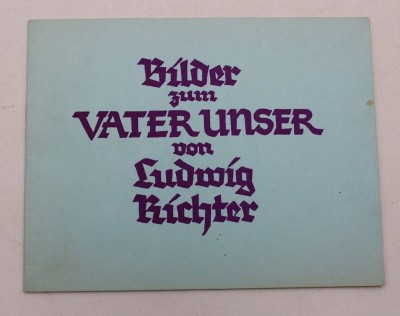 Bilder
zum
VATER UNSER
von
Ludwig
Richter